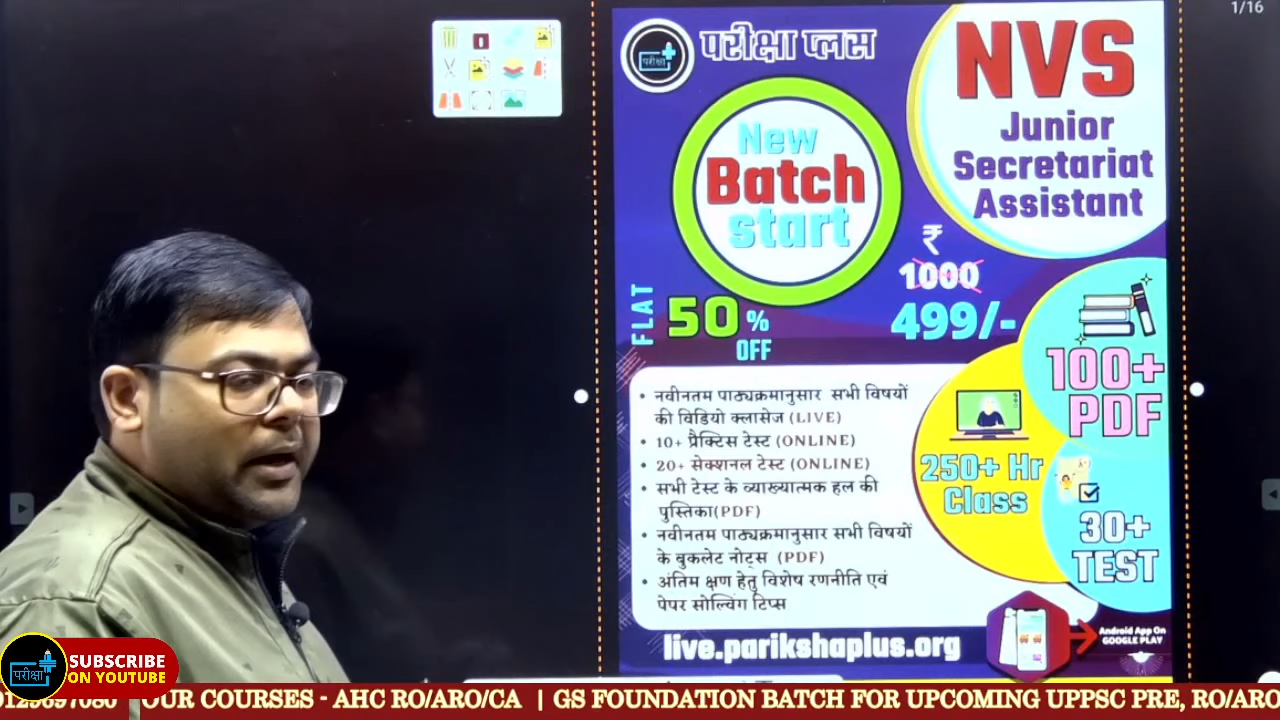 1/16
परीक्षा
परीक्षा प्लस
NVS
Junior
Secretariat
Assistant
New
Batch
start
FLAT 50% OFF
₹
1000
499/-
100+
PDF
250+ Hr
Class
30+
TEST
• नवीनतम पाठ्यक्रमानुसार सभी विषयों
की विडियो क्लासेज (LIVE)
• 10+ प्रैक्टिस टेस्ट (ONLINE)
• 20+ सेक्शनल टेस्ट (ONLINE)
• सभी टेस्ट के व्याख्यात्मक हल की
पुस्तिका(PDF)
• नवीनतम पाठ्यक्रमानुसार सभी विषयों
के बुकलेट नोट्स (PDF)
• अंतिम क्षण हेतु विशेष रणनीति एवं
पेपर सोल्विंग टिप्स
live.parikshaplus.org
Android App On
GOOGLE PLAY
परीक्षा
SUBSCRIBE
ON YOUTUBE
OUR COURSES - AHC RO/ARO/CA | GS FOUNDATION BATCH FOR UPCOMING UPPSC PRE, RO/ARO